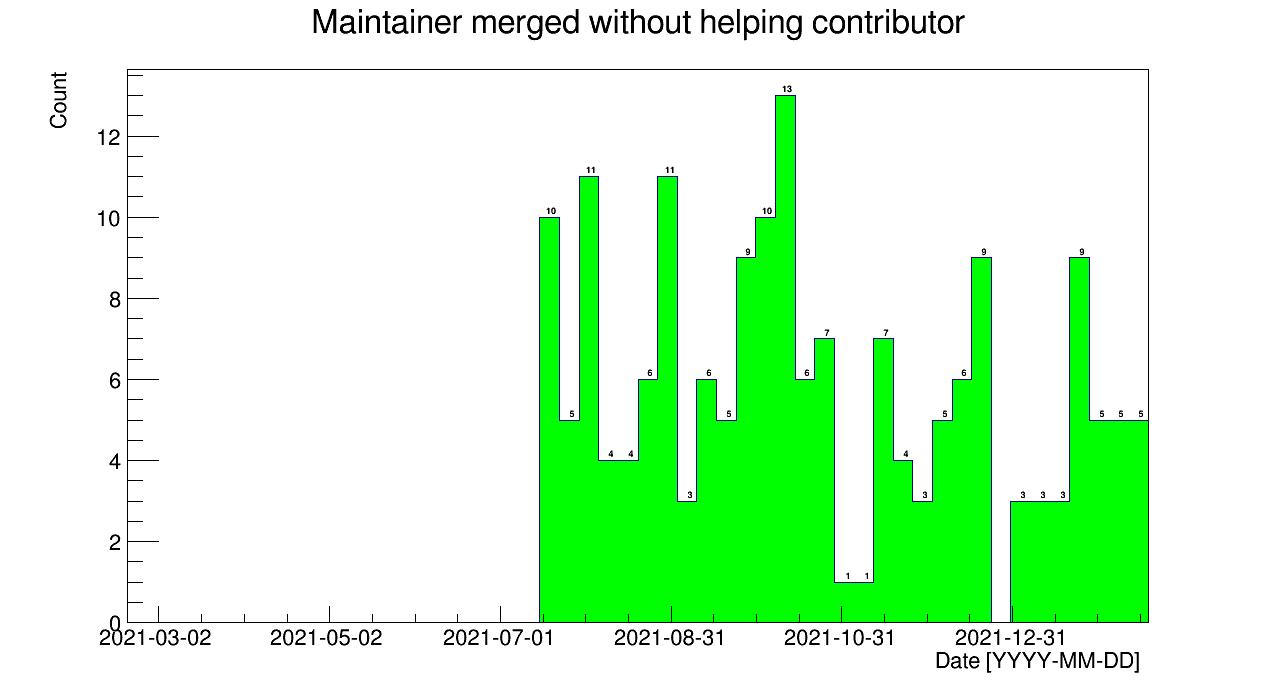 Maintainer merged without helping contributor
Count
13
12
11 11
10 10 10
9 9 9
8
7 7
6 6 6 6 6
5 5 5 5 5 5
4 4 4 4
3 3 3 3 3
2
1 1
0
2021-03-02 2021-05-02 2021-07-01 2021-08-31 2021-10-31 2021-12-31
Date [YYYY-MM-DD]